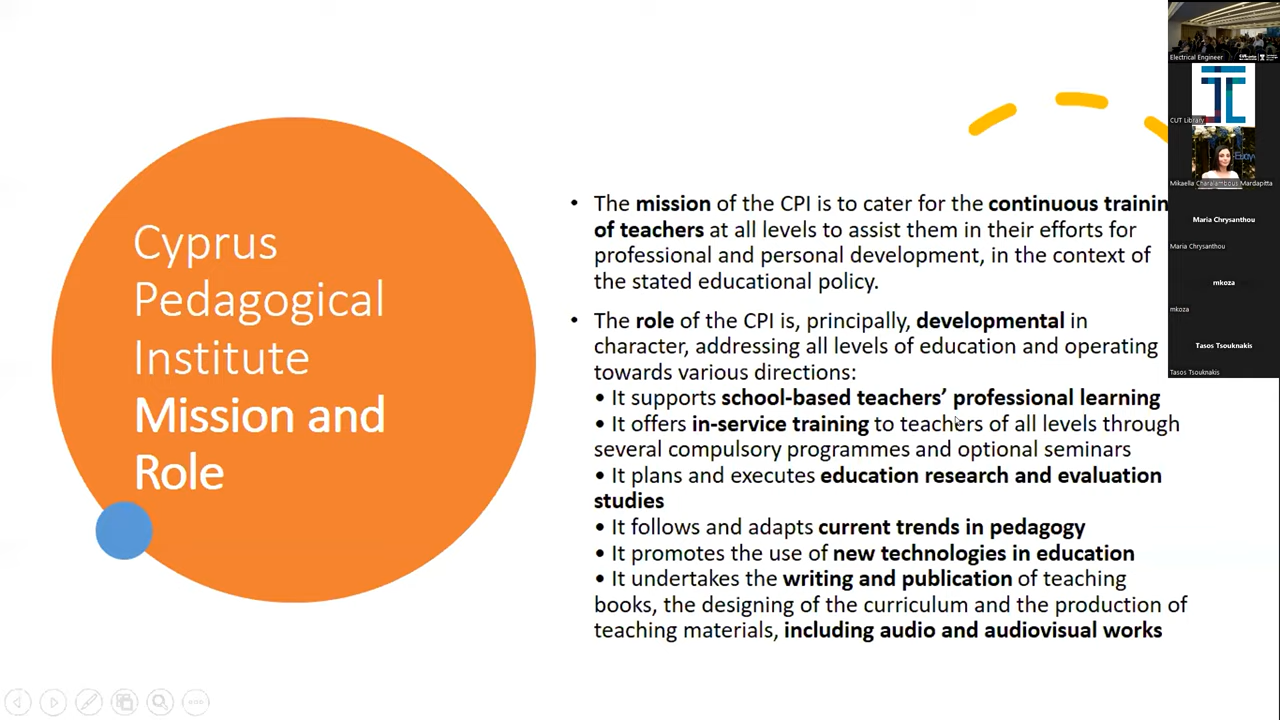 Cyprus
Pedagogical
Institute
Mission and
Role
• The mission of the CPI is to cater for the continuous trainin
of teachers at all levels to assist them in their efforts for
professional and personal development, in the context of
the stated educational policy.
• The role of the CPI is, principally, developmental in
character, addressing all levels of education and operating
towards various directions:
• It supports school-based teachers’ professional learning
• It offers in-service training to teachers of all levels through
several compulsory programmes and optional seminars
• It plans and executes education research and evaluation
studies
• It follows and adapts current trends in pedagogy
• It promotes the use of new technologies in education
• It undertakes the writing and publication of teaching
books, the designing of the curriculum and the production of
teaching materials, including audio and audiovisual works
Electrical Engineer
CUT Library
Mikaella Charalambous Mardapitta
Maria Chrysanthou
Maria Chrysanthou
mkoza
mkoza
Tasos Tsouknakis
Tasos Tsouknakis